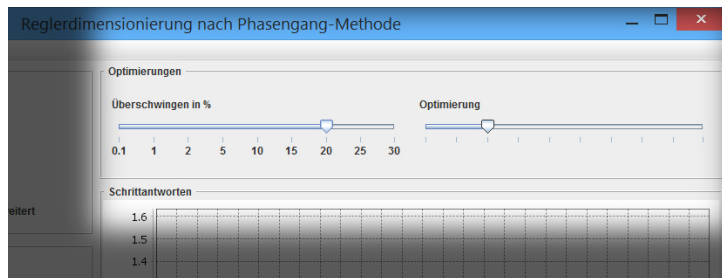 Reglerdimensionierung nach Phasengang-Methode
Optimierungen
Überschwingen in %
Optimierung
0.1 1 2 5 10 15 20 25 30
Schrittantworten
eitert
1.6
1.5
1.4